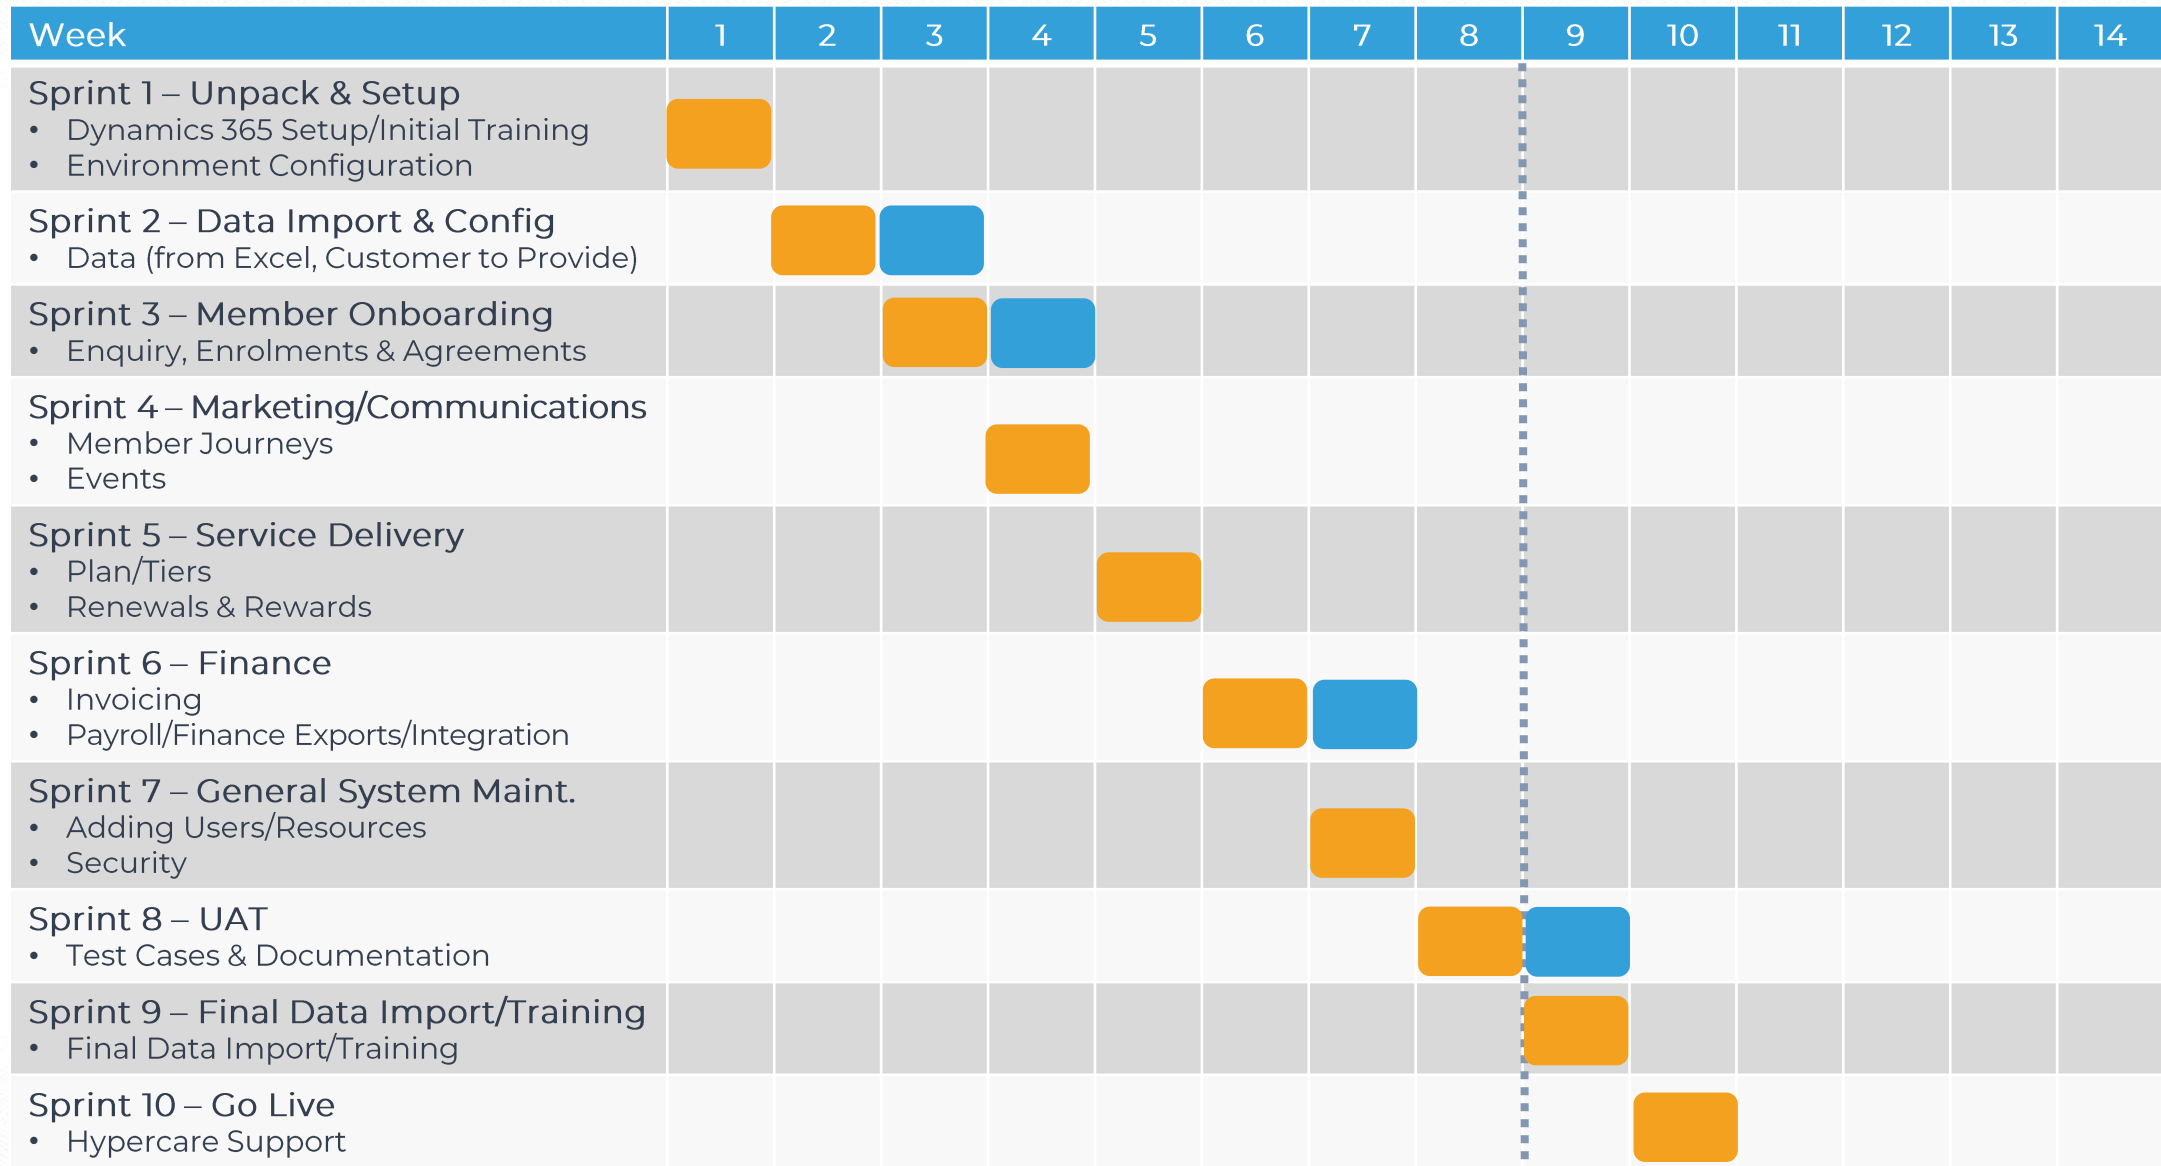 Week 1 2 3 4 5 6 7 8 9 10 11 12 13 14
Sprint 1 – Unpack & Setup
• Dynamics 365 Setup/Initial Training
• Environment Configuration
Sprint 2 – Data Import & Config
• Data (from Excel, Customer to Provide)
Sprint 3 – Member Onboarding
• Enquiry, Enrolments & Agreements
Sprint 4 – Marketing/Communications
• Member Journeys
• Events
Sprint 5 – Service Delivery
• Plan/Tiers
• Renewals & Rewards
Sprint 6 – Finance
• Invoicing
• Payroll/Finance Exports/Integration
Sprint 7 – General System Maint.
• Adding Users/Resources
• Security
Sprint 8 – UAT
• Test Cases & Documentation
Sprint 9 – Final Data Import/Training
• Final Data Import/Training
Sprint 10 – Go Live
• Hypercare Support